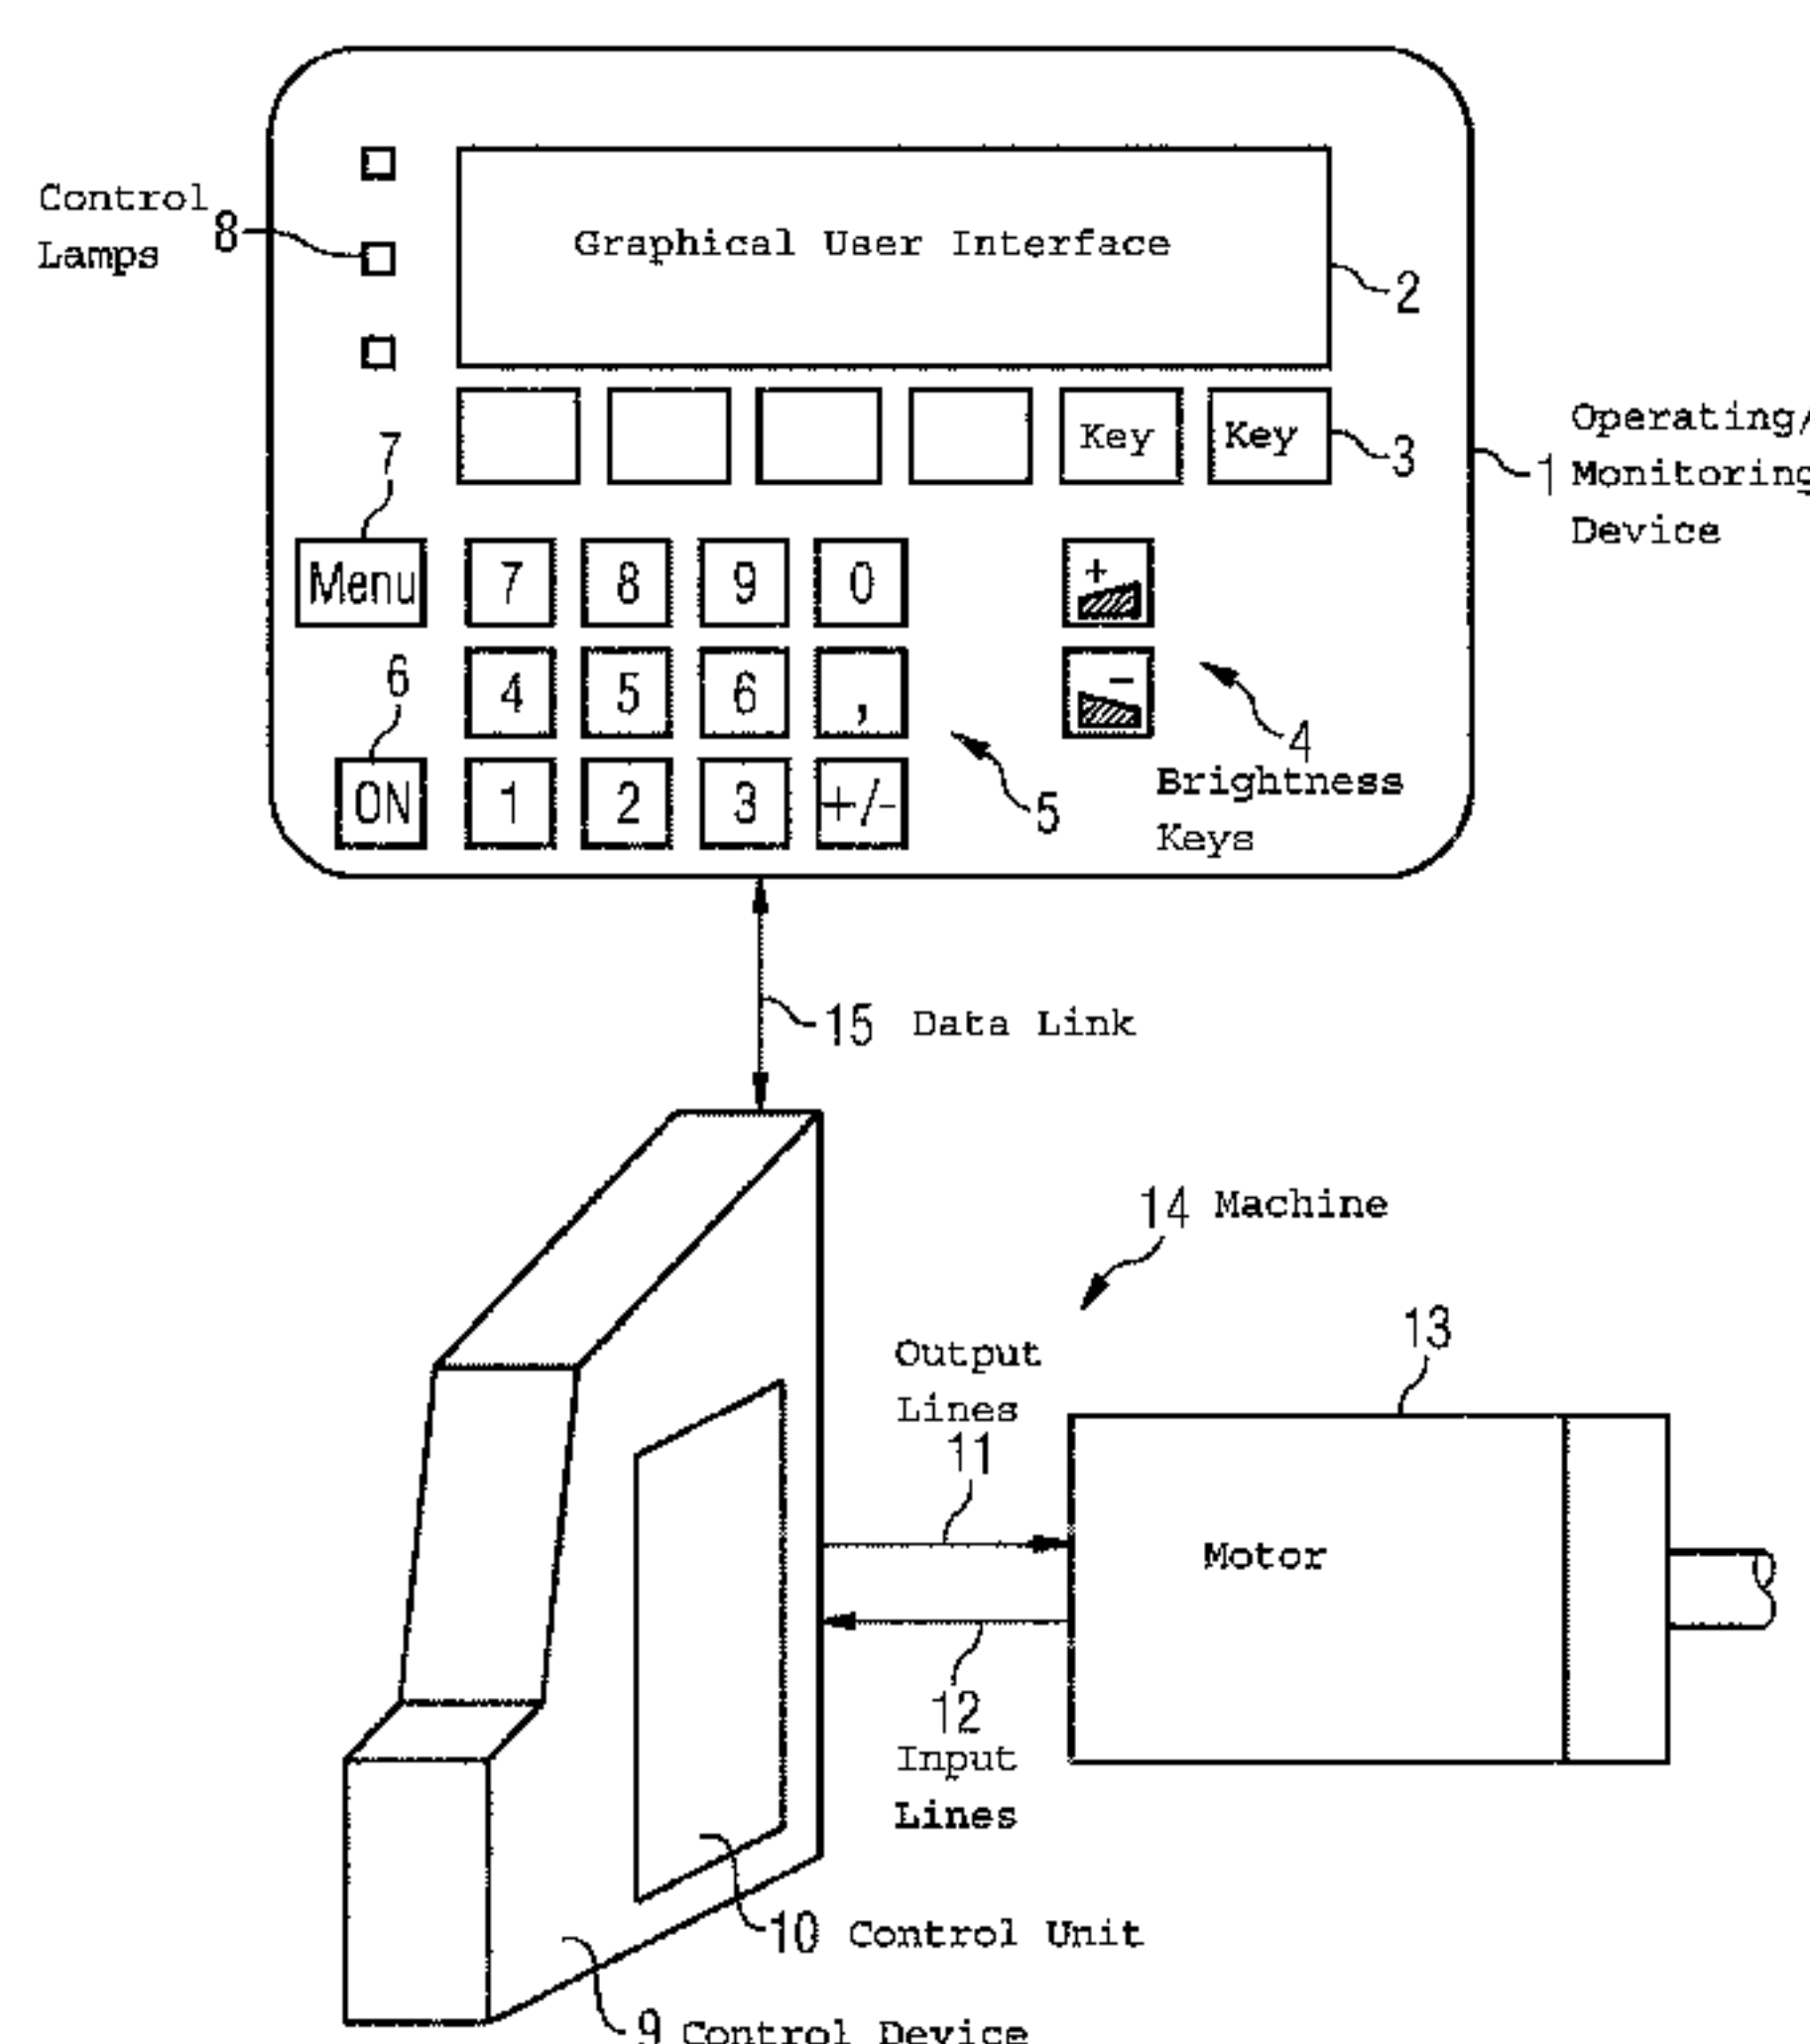 Control
Lamps
8
Graphical User Interface
2
Key Key
3
Operating/
Monitoring
Device
1
7
Menu 7 8 9 0 +
6
4 5 6 , -
4
Brightness
Keys
ON 1 2 3 +/-
5
15 Data Link
14 Machine
13
Output
Lines
11
Motor
12
Input
Lines
10 Control Unit
9 Control Device